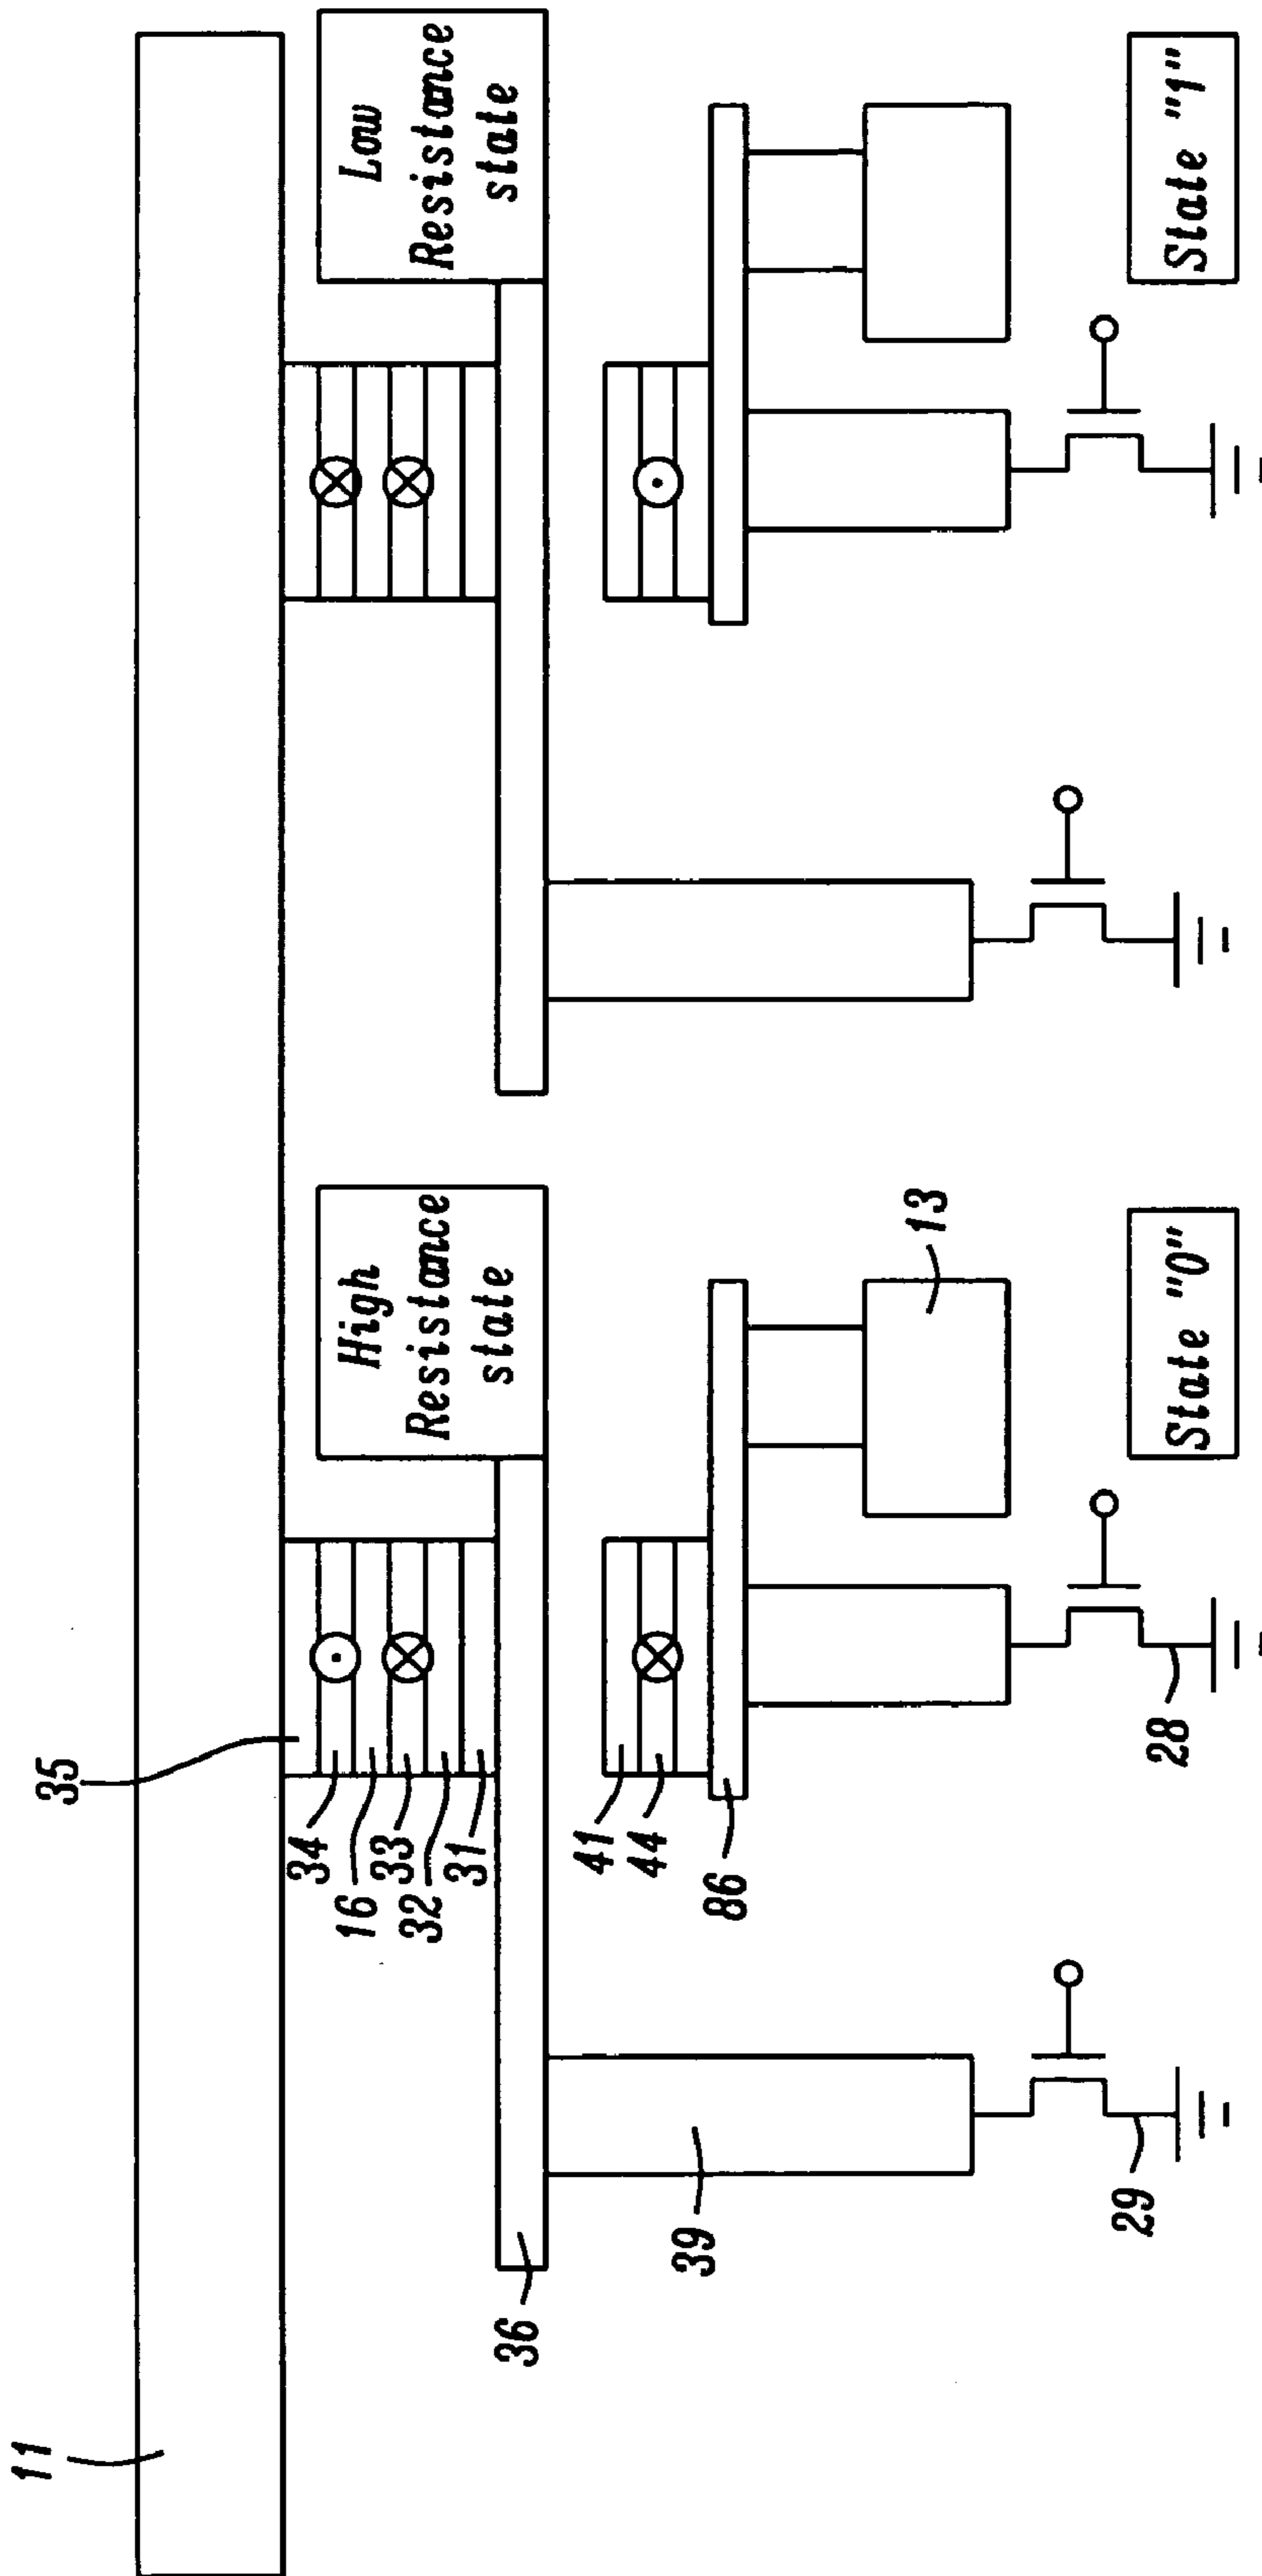 11
35
34
16
33
32
31
High
Resistance
state
Low
Resistance
state
36
41
44
86
39
13
28
29
State "0"
State "1"